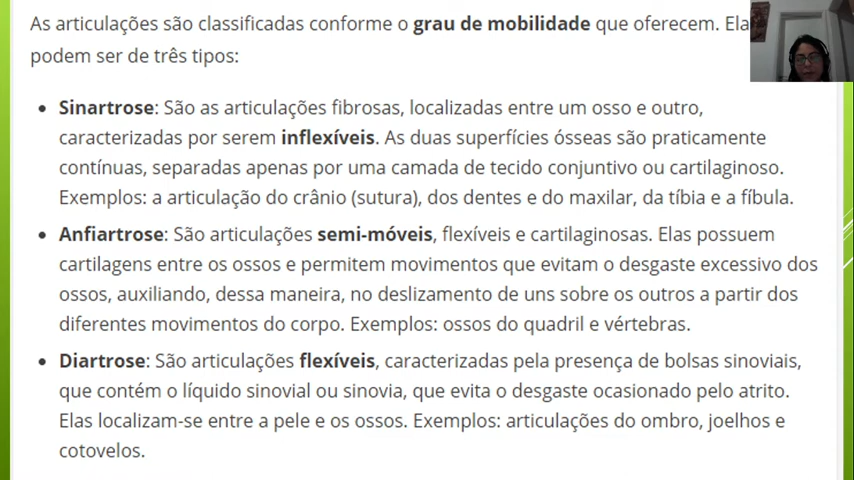 As articulações são classificadas conforme o grau de mobilidade que oferecem. Ela
podem ser de três tipos:
Sinartrose: São as articulações fibrosas, localizadas entre um osso e outro,
caracterizadas por serem inflexíveis. As duas superfícies ósseas são praticamente
contínuas, separadas apenas por uma camada de tecido conjuntivo ou cartilaginoso.
Exemplos: a articulação do crânio (sutura), dos dentes e do maxilar, da tíbia e a fíbula.
Anfiartrose: São articulações semi-móveis, flexíveis e cartilaginosas. Elas possuem
cartilagens entre os ossos e permitem movimentos que evitam o desgaste excessivo dos
ossos, auxiliando, dessa maneira, no deslizamento de uns sobre os outros a partir dos
diferentes movimentos do corpo. Exemplos: ossos do quadril e vértebras.
Diartrose: São articulações flexíveis, caracterizadas pela presença de bolsas sinoviais,
que contém o líquido sinovial ou sinovia, que evita o desgaste ocasionado pelo atrito.
Elas localizam-se entre a pele e os ossos. Exemplos: articulações do ombro, joelhos e
cotovelos.